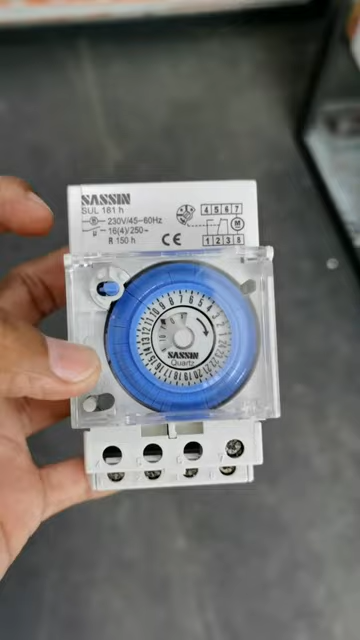 SASSIN
SUL 181 h
M 230V/45-60Hz
16(4)/250~
R 150 h
CE
4 5 6 7
M
1 2 3 8
SASSIN
Quartz